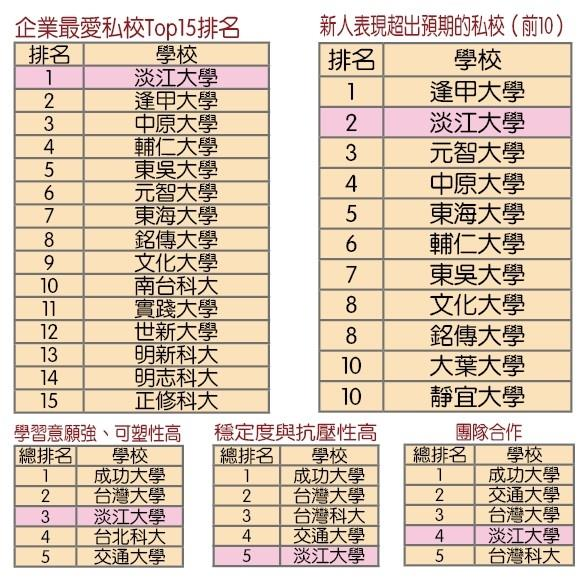 企業最愛私校Top15排名
排名 學校
1 淡江大學
2 逢甲大學
3 中原大學
4 輔仁大學
5 東吳大學
6 元智大學
7 東海大學
8 銘傳大學
9 文化大學
10 南台科大
11 實踐大學
12 世新大學
13 明新科大
14 明志科大
15 正修科大
新人表現超出預期的私校（前10）
排名 學校
1 逢甲大學
2 淡江大學
3 元智大學
4 中原大學
5 東海大學
6 輔仁大學
7 東吳大學
8 文化大學
8 銘傳大學
10 大葉大學
10 靜宜大學
學習意願強、可塑性高
總排名 學校
1 成功大學
2 台灣大學
3 淡江大學
4 台北科大
5 交通大學
穩定度與抗壓性高
總排名 學校
1 成功大學
2 台灣大學
3 台灣科大
4 交通大學
5 淡江大學
團隊合作
總排名 學校
1 成功大學
2 交通大學
3 台灣大學
4 淡江大學
5 台灣科大